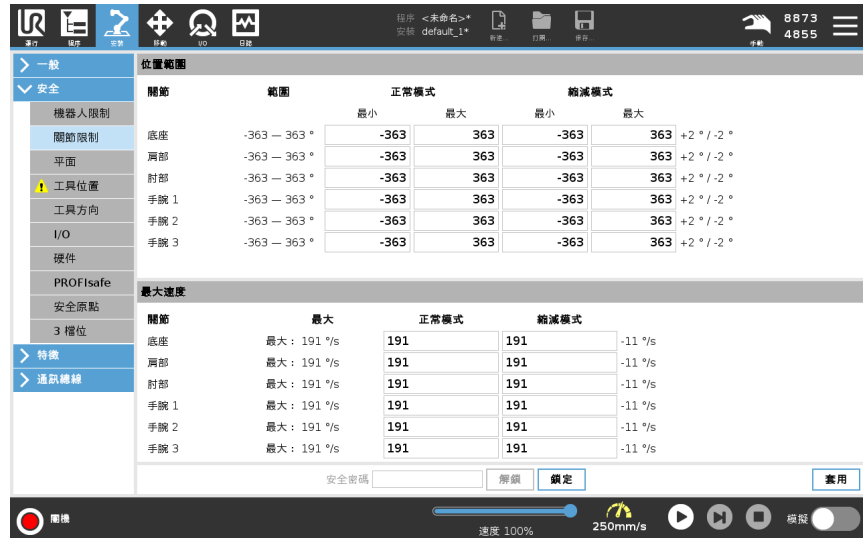 UR
運行 程序 安裝 移動 I/O 日誌
程序 <未命名>*
安裝 default_1*
新建... 打開... 保存...
手動
8873
4855
一般
安全
機器人限制
關節限制
平面
工具位置
工具方向
I/O
硬件
PROFIsafe
安全原點
3 檔位
特徵
通訊總線
位置範圍
關節 範圍 正常模式 縮減模式
最小 最大 最小 最大
底座 -363 — 363 ° -363 363 -363 363 +2 ° / -2 °
肩部 -363 — 363 ° -363 363 -363 363 +2 ° / -2 °
肘部 -363 — 363 ° -363 363 -363 363 +2 ° / -2 °
手腕 1 -363 — 363 ° -363 363 -363 363 +2 ° / -2 °
手腕 2 -363 — 363 ° -363 363 -363 363 +2 ° / -2 °
手腕 3 -363 — 363 ° -363 363 -363 363 +2 ° / -2 °
最大速度
關節 最大 正常模式 縮減模式
底座 最大： 191 °/s 191 191 -11 °/s
肩部 最大： 191 °/s 191 191 -11 °/s
肘部 最大： 191 °/s 191 191 -11 °/s
手腕 1 最大： 191 °/s 191 191 -11 °/s
手腕 2 最大： 191 °/s 191 191 -11 °/s
手腕 3 最大： 191 °/s 191 191 -11 °/s
安全密碼 解鎖 鎖定 套用
關機
速度 100%
250mm/s
模擬